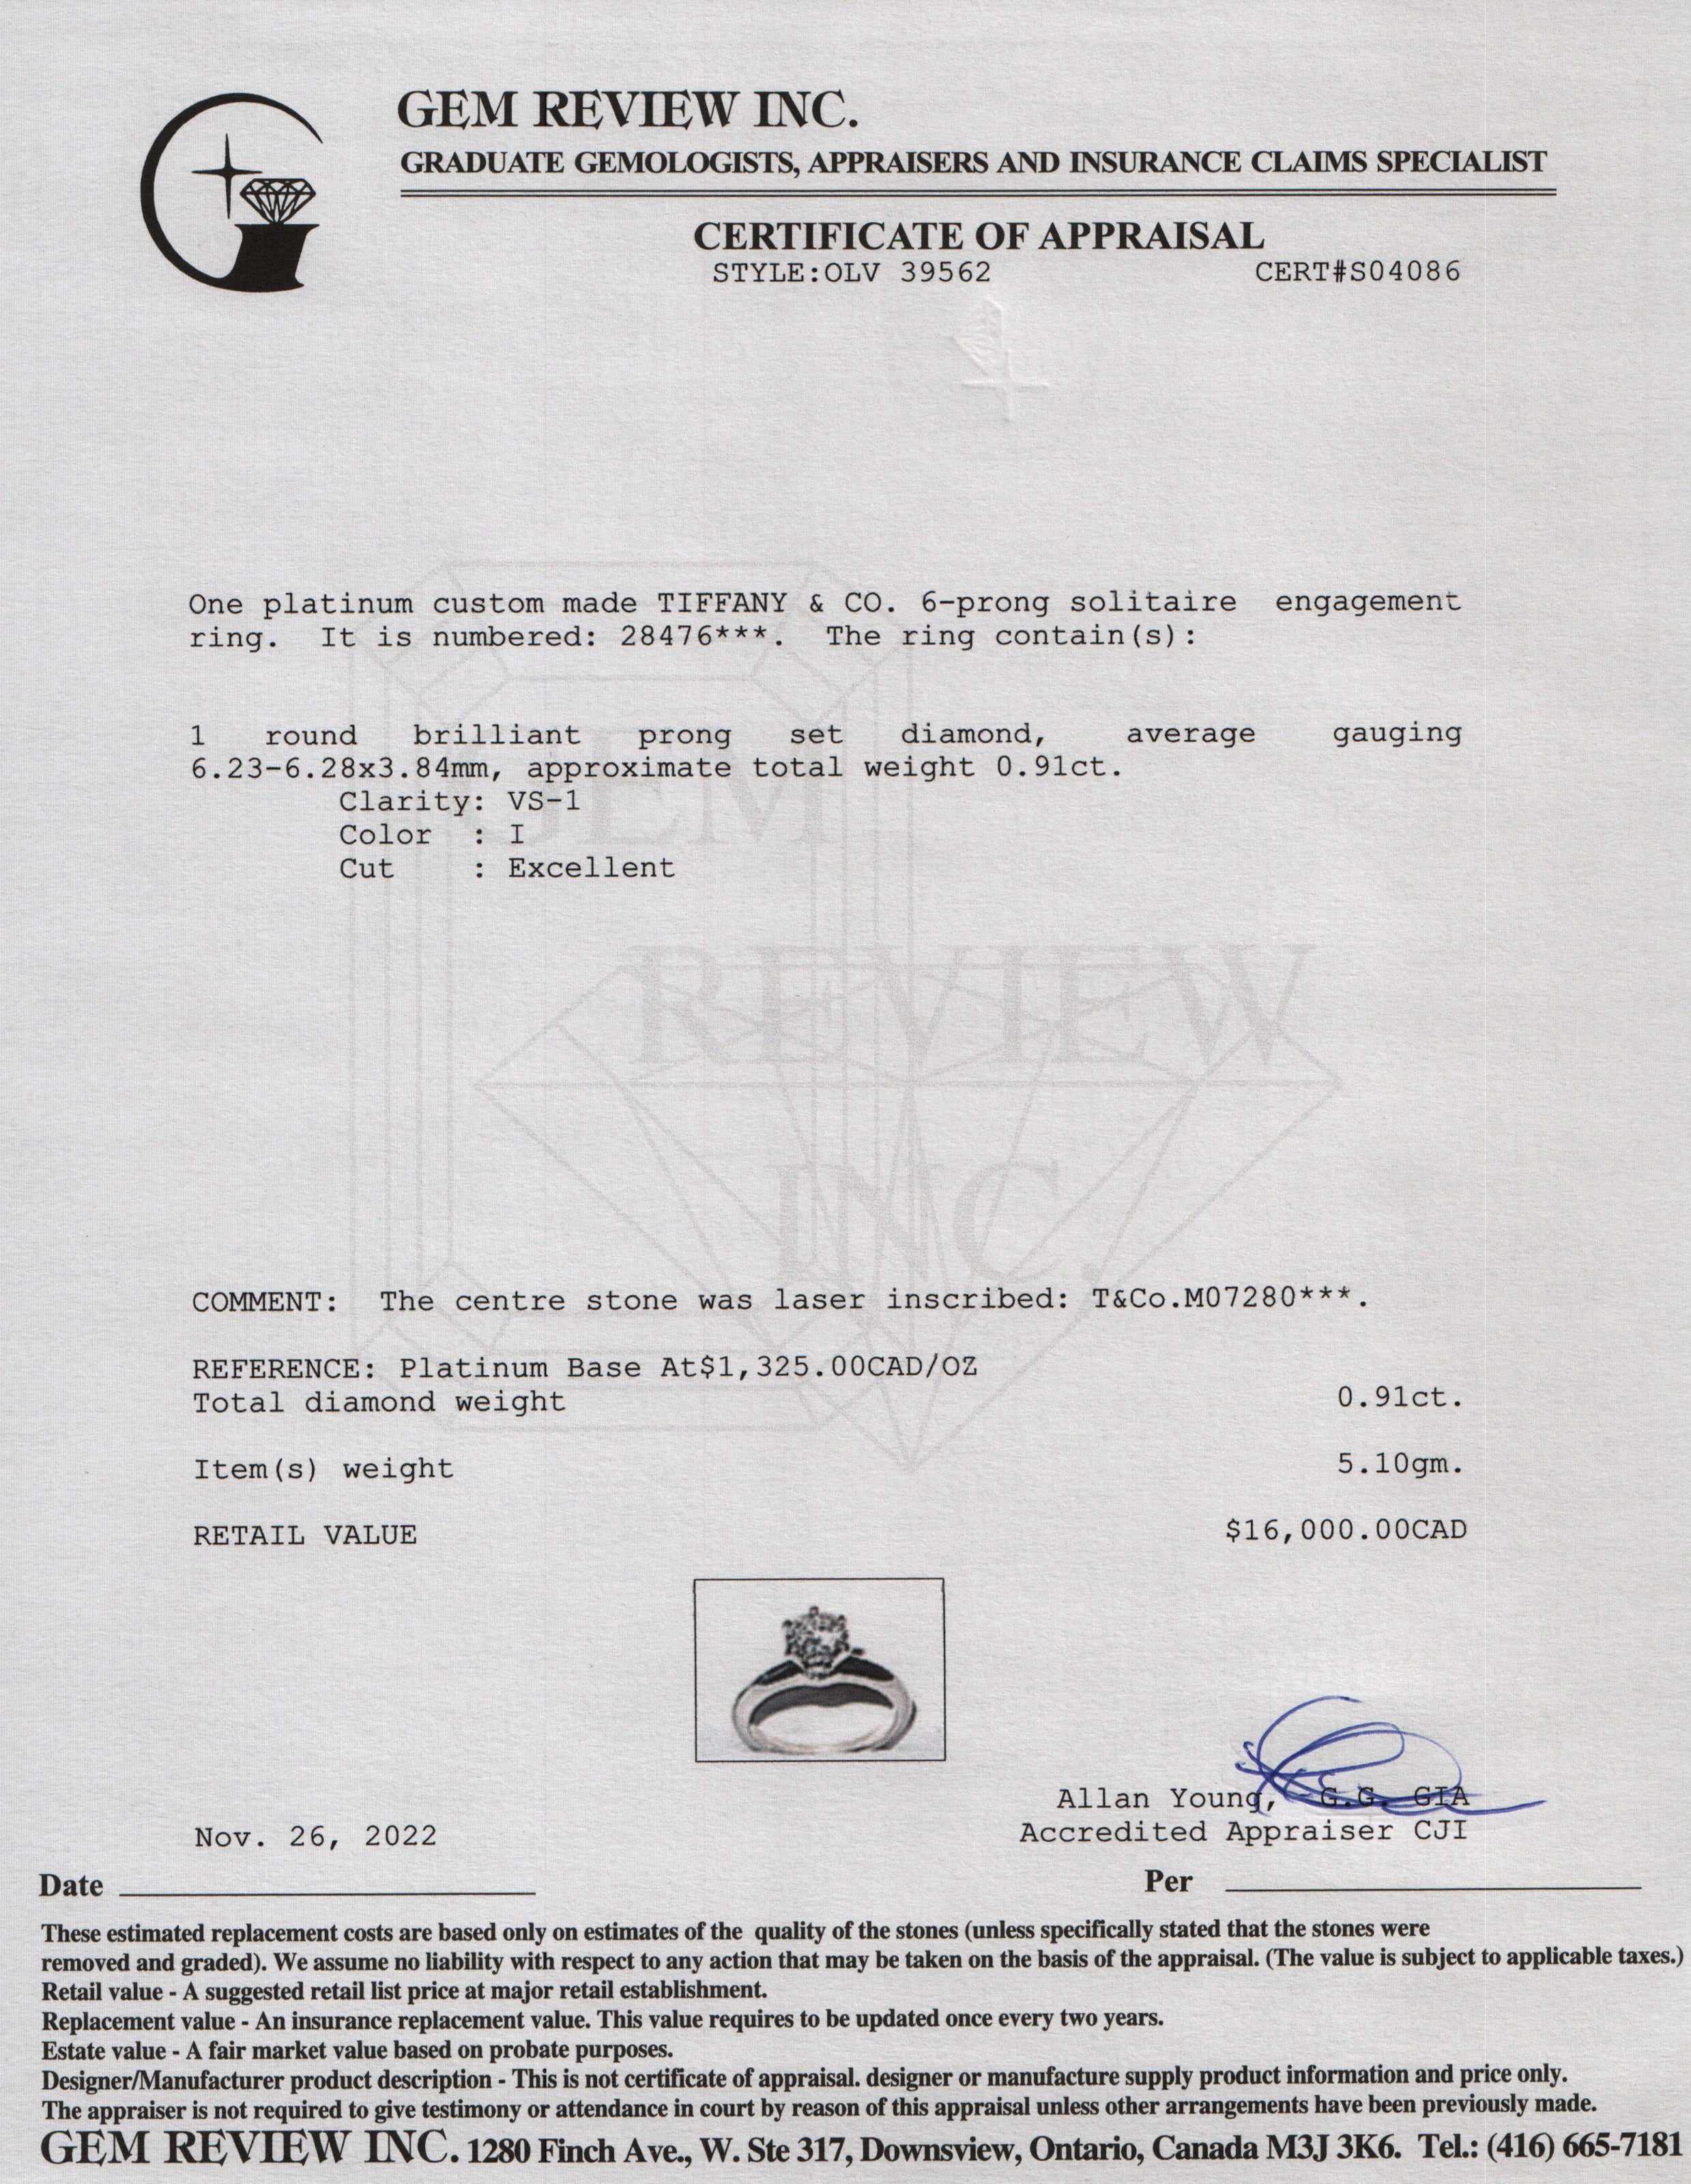 GEM REVIEW INC.
GRADUATE GEMOLOGISTS, APPRAISERS AND INSURANCE CLAIMS SPECIALIST
CERTIFICATE OF APPRAISAL
STYLE:OLV 39562 CERT#S04086
One platinum custom made TIFFANY & CO. 6-prong solitaire engagement
ring. It is numbered: 28476***. The ring contain(s):
1 round brilliant prong set diamond, average gauging
6.23-6.28x3.84mm, approximate total weight 0.91ct.
Clarity: VS-1
Color : I
Cut : Excellent
GEM
REVIEW
INC.
COMMENT: The centre stone was laser inscribed: T&Co.M07280***.
REFERENCE: Platinum Base At$1,325.00CAD/OZ
Total diamond weight 0.91ct.
Item(s) weight 5.10gm.
RETAIL VALUE $16,000.00CAD
Allan Young, G.G. GIA
Nov. 26, 2022 Accredited Appraiser CJI
Date Per
These estimated replacement costs are based only on estimates of the quality of the stones (unless specifically stated that the stones were
removed and graded). We assume no liability with respect to any action that may be taken on the basis of the appraisal. (The value is subject to applicable taxes.)
Retail value - A suggested retail list price at major retail establishment.
Replacement value - An insurance replacement value. This value requires to be updated once every two years.
Estate value - A fair market value based on probate purposes.
Designer/Manufacturer product description - This is not certificate of appraisal. designer or manufacture supply product information and price only.
The appraiser is not required to give testimony or attendance in court by reason of this appraisal unless other arrangements have been previously made.
GEM REVIEW INC. 1280 Finch Ave., W. Ste 317, Downsview, Ontario, Canada M3J 3K6. Tel.: (416) 665-7181